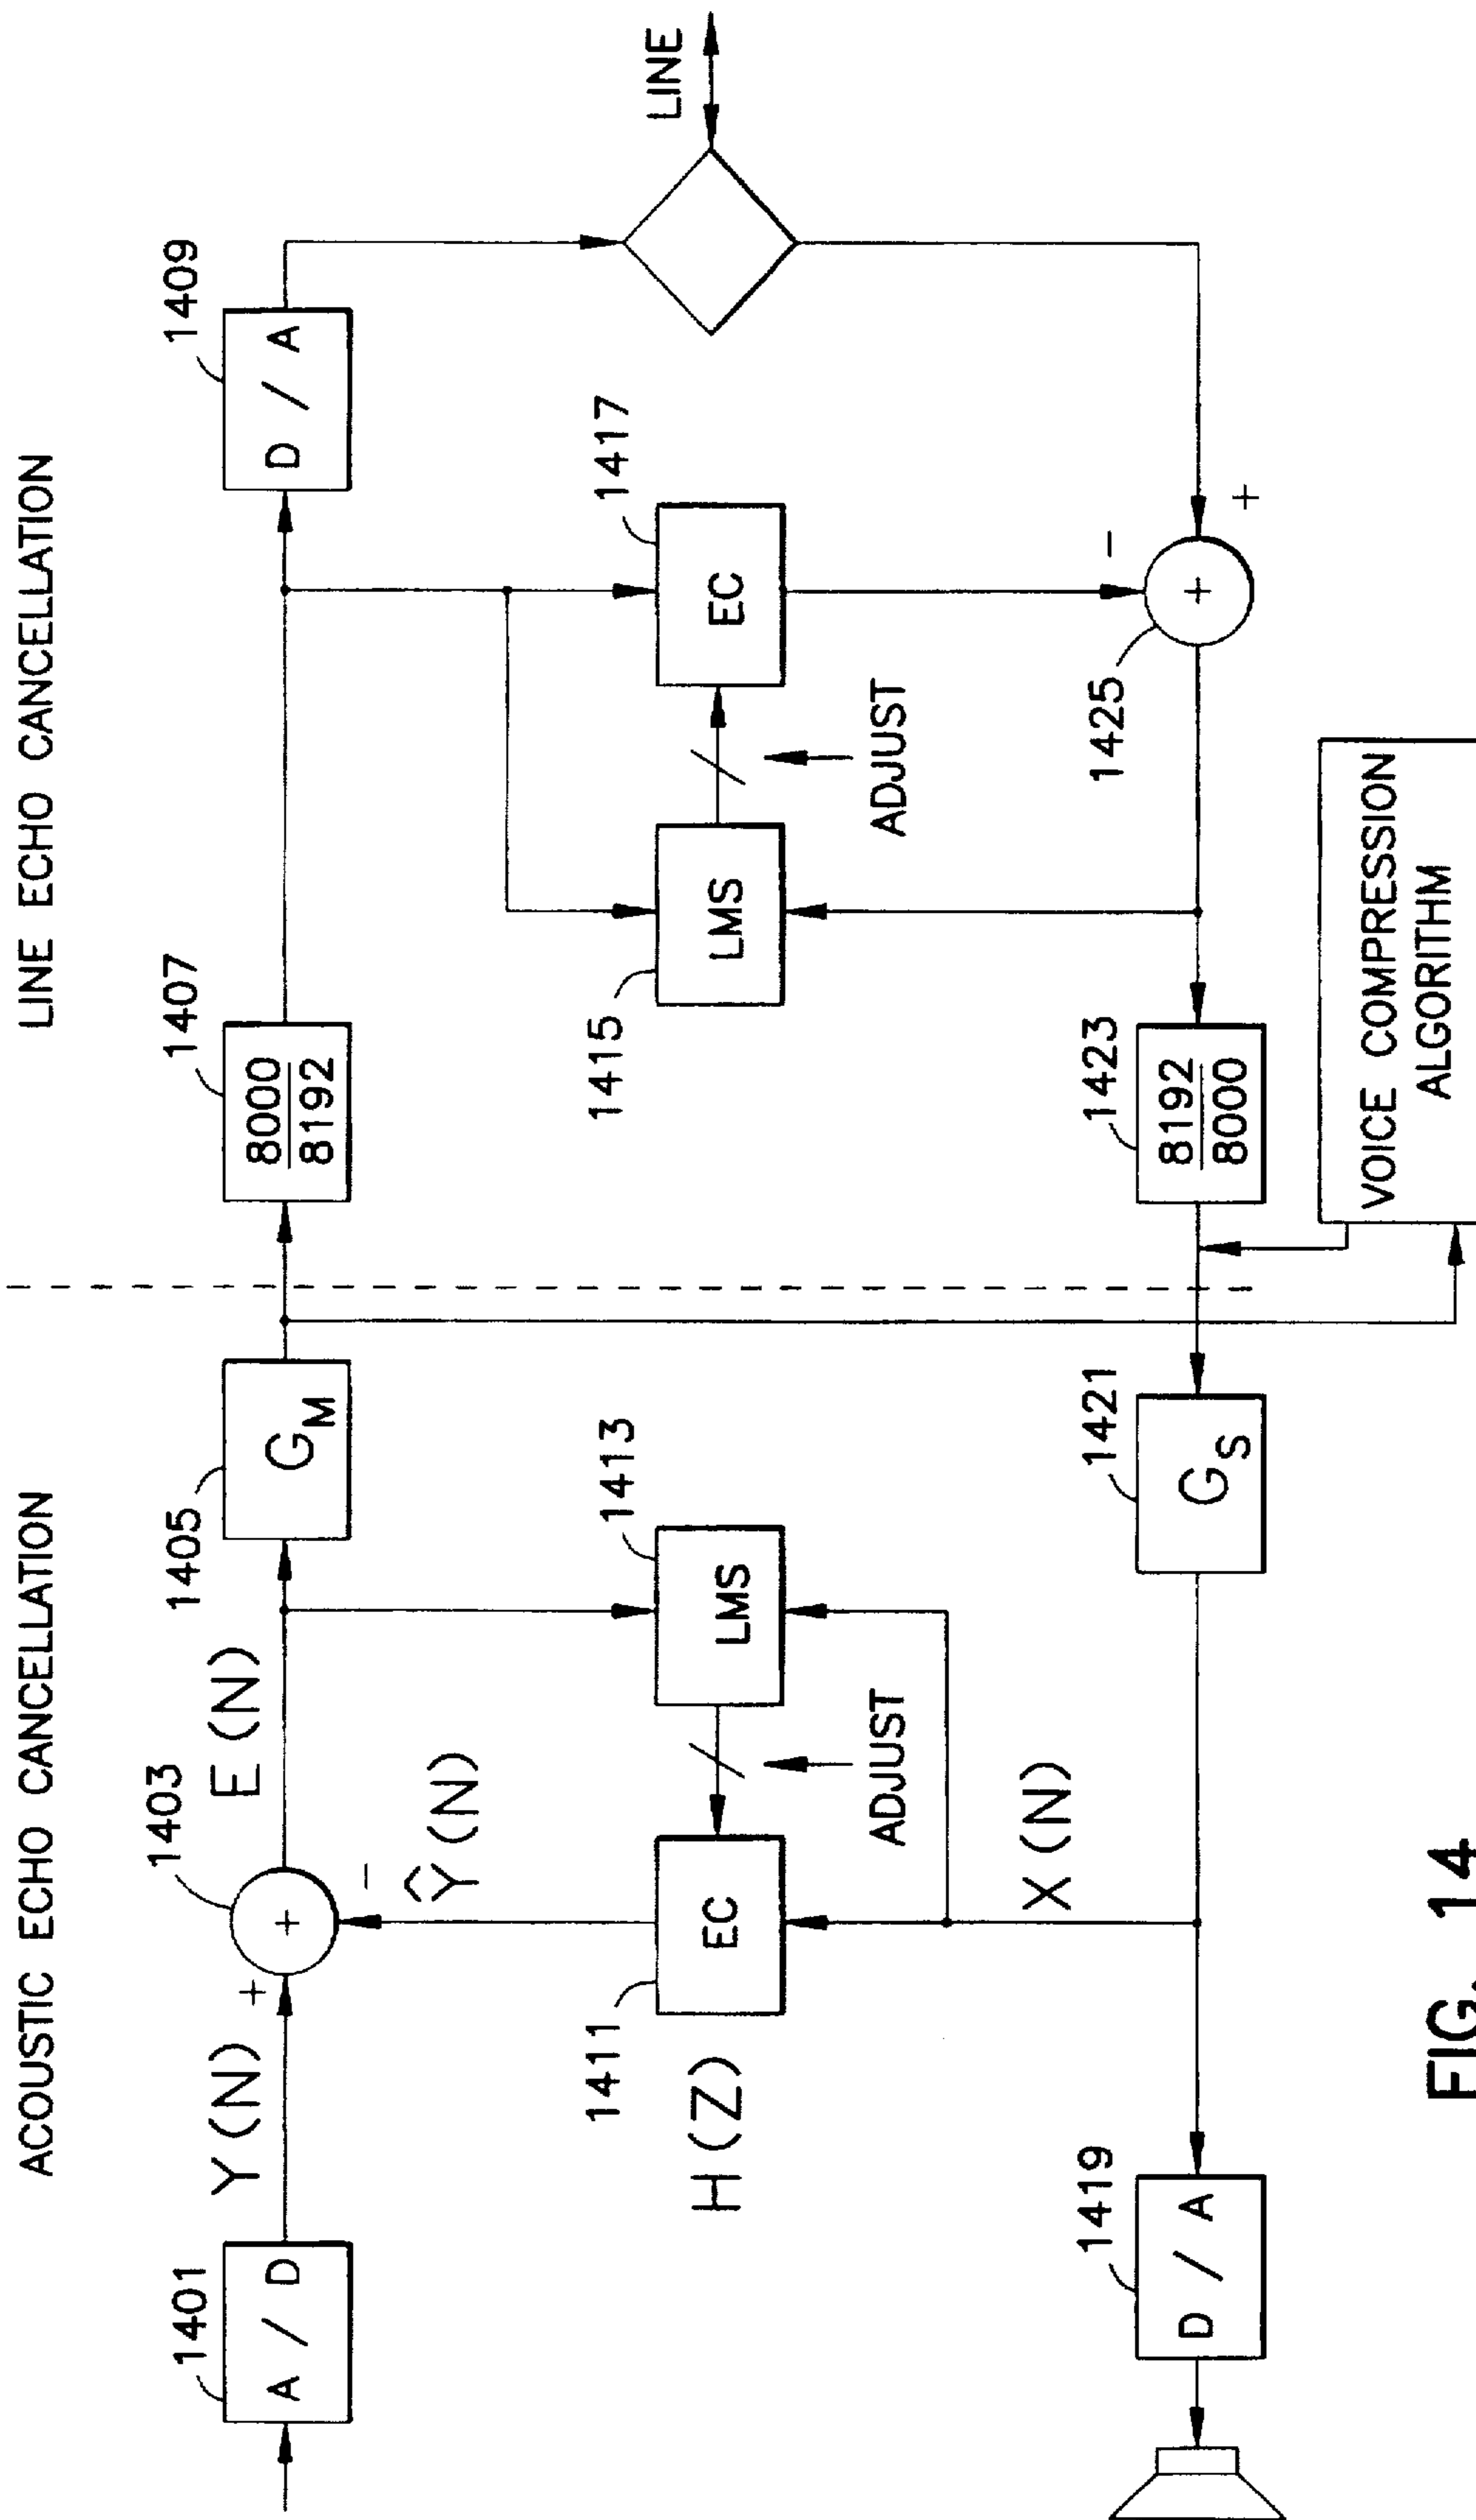 ACOUSTIC ECHO CANCELLATION
LINE ECHO CANCELLATION
1401
A / D
Y(N)
+
1403
+
-
E(N)
1405
G_M
1407
8000
8192
1409
D / A
Ŷ(N)
1411
EC
H(Z)
1413
LMS
ADJUST
1415
LMS
1417
EC
ADJUST
LINE
X(N)
1419
D / A
1421
G_S
1423
8192
8000
1425
+
-
+
VOICE COMPRESSION
ALGORITHM
FIG. 14